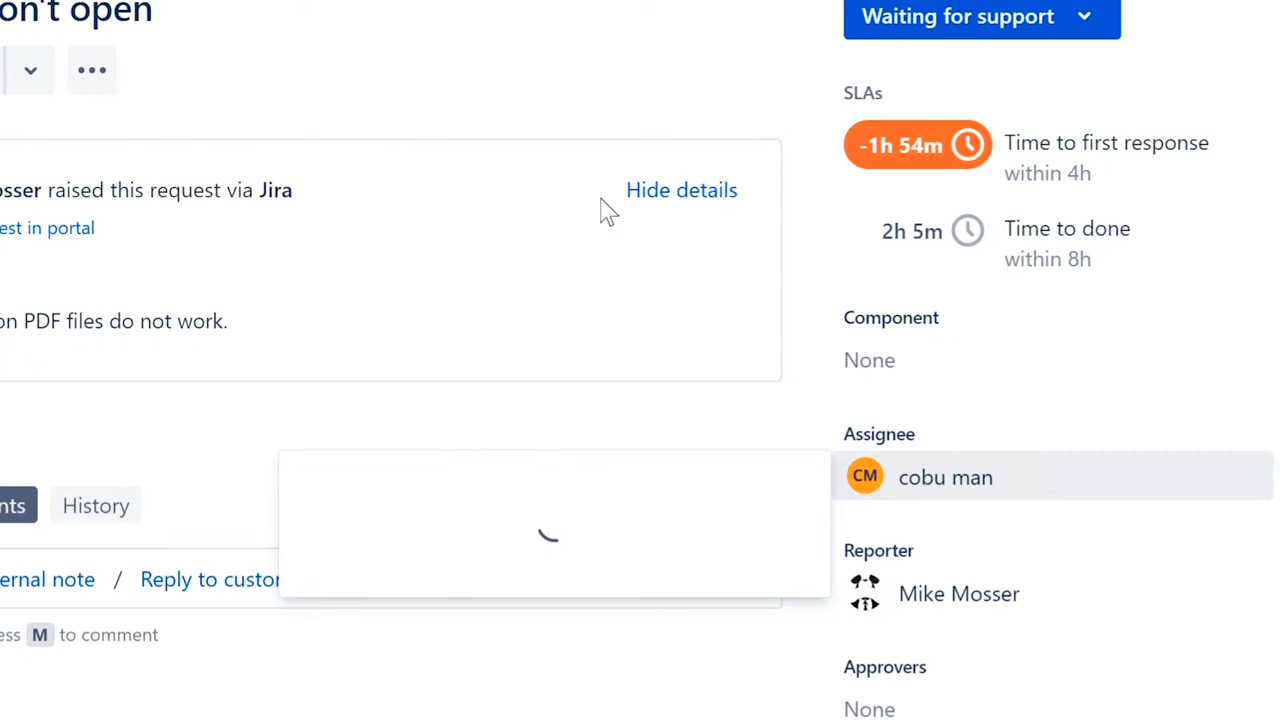 on't open
Waiting for support
SLAs
-1h 54m
Time to first response
within 4h
osser raised this request via Jira
Hide details
est in portal
2h 5m
Time to done
within 8h
on PDF files do not work.
Component
None
Assignee
CM
cobu man
nts
History
Reporter
Mike Mosser
ernal note / Reply to custor
ess M to comment
Approvers
None